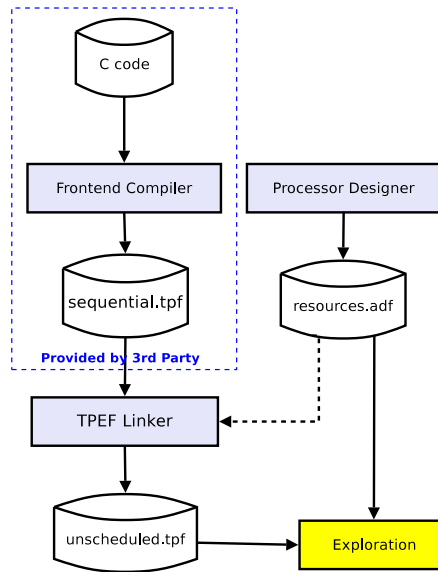 C code
Frontend Compiler
Processor Designer
sequential.tpf
resources.adf
Provided by 3rd Party
TPEF Linker
unscheduled.tpf
Exploration